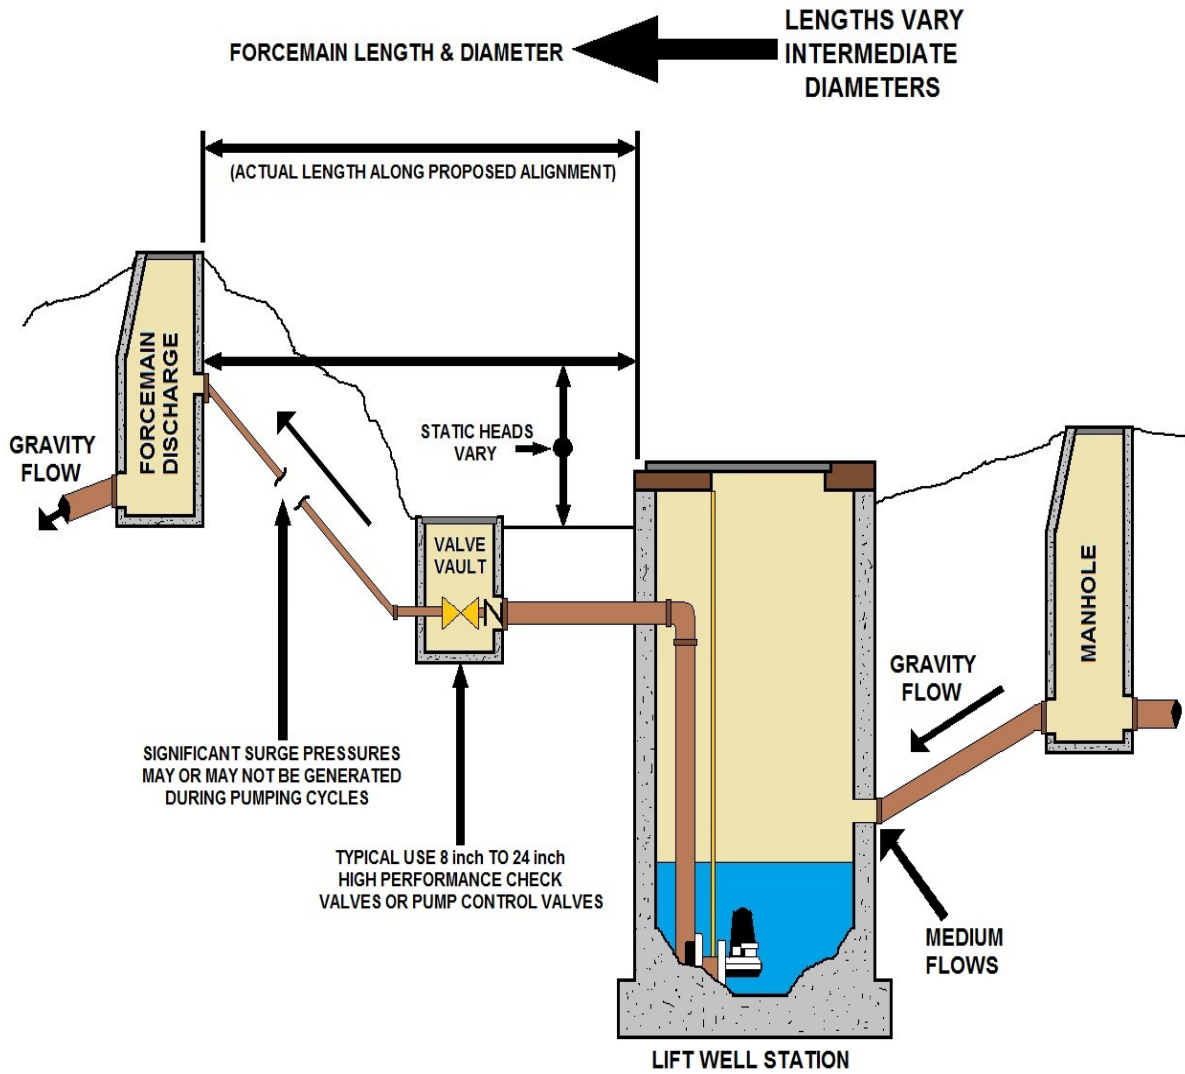 LENGTHS VARY
INTERMEDIATE
DIAMETERS
FORCEMAIN LENGTH & DIAMETER
(ACTUAL LENGTH ALONG PROPOSED ALIGNMENT)
FORCEMAIN
DISCHARGE
GRAVITY
FLOW
STATIC HEADS
VARY
VALVE
VAULT
MANHOLE
GRAVITY
FLOW
SIGNIFICANT SURGE PRESSURES
MAY OR MAY NOT BE GENERATED
DURING PUMPING CYCLES
TYPICAL USE 8 inch TO 24 inch
HIGH PERFORMANCE CHECK
VALVES OR PUMP CONTROL VALVES
MEDIUM
FLOWS
LIFT WELL STATION